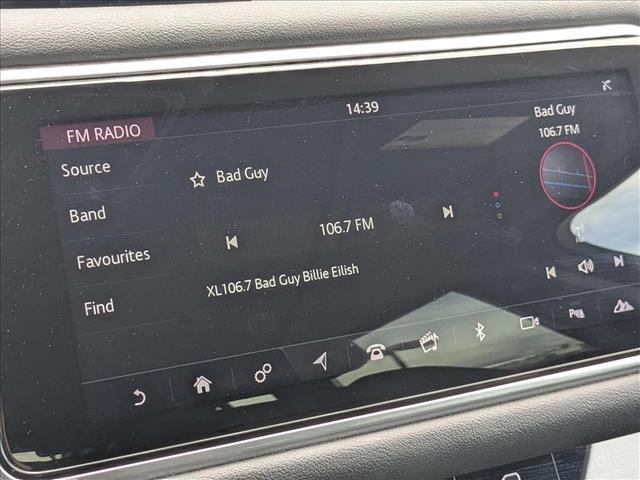 14:39
FM RADIO
Source
Band
Favourites
Find
Bad Guy
106.7 FM
XL106.7 Bad Guy Billie Eilish
Bad Guy
106.7 FM